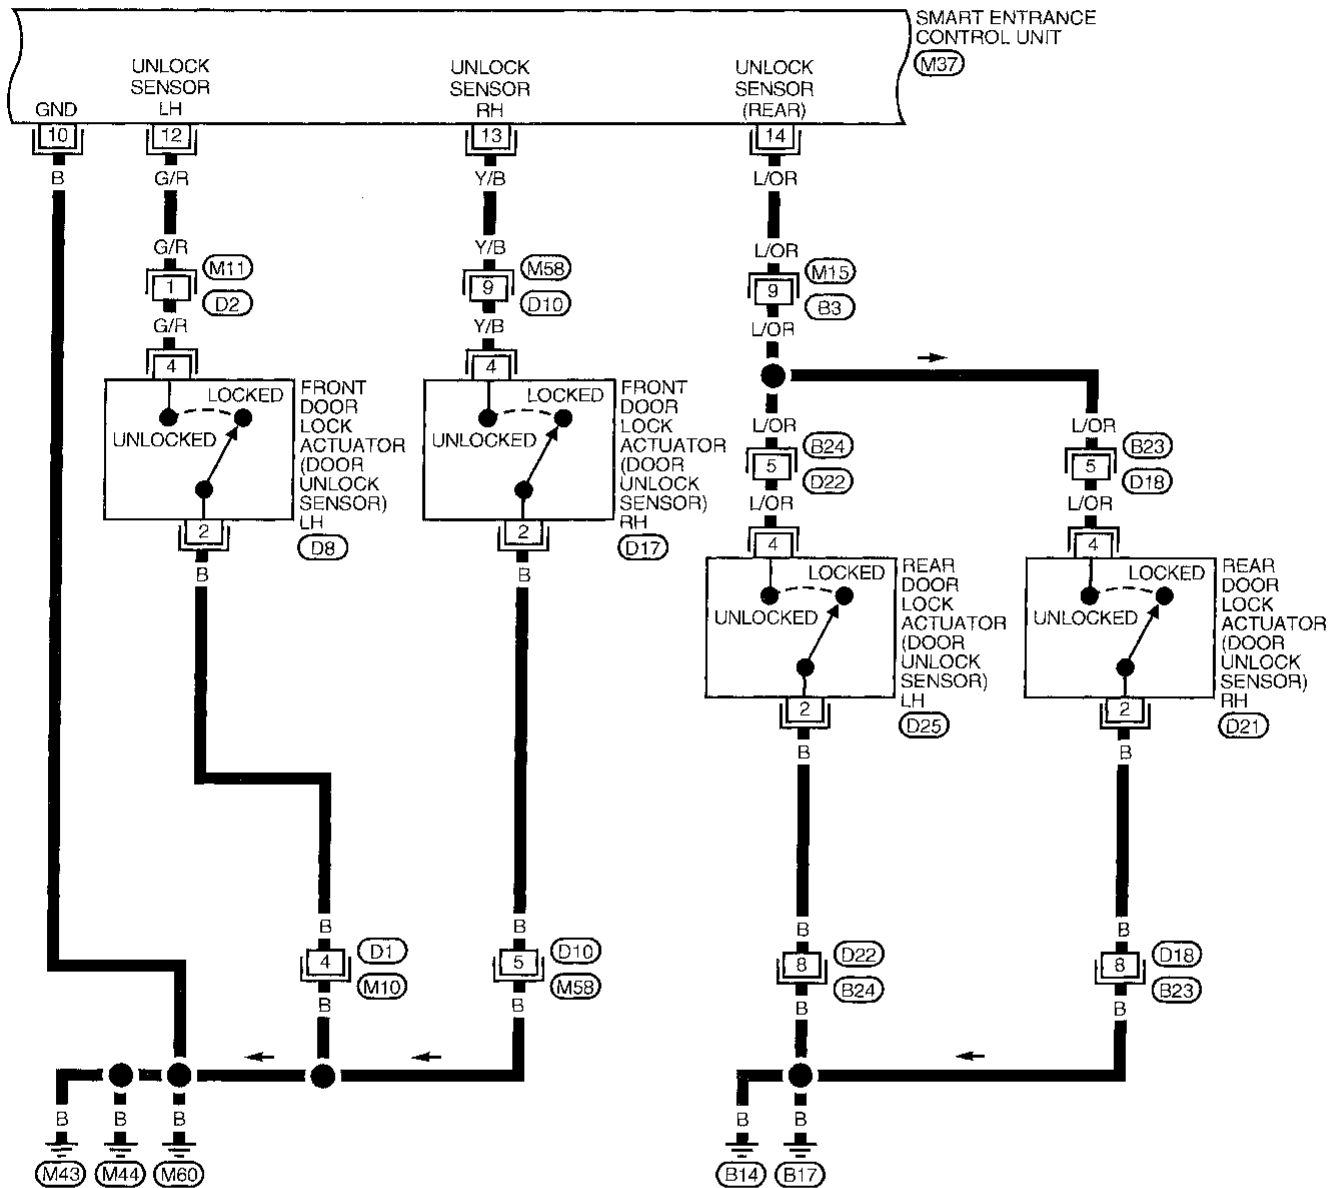 SMART ENTRANCE
CONTROL UNIT
M37
UNLOCK
SENSOR
LH
UNLOCK
SENSOR
RH
UNLOCK
SENSOR
(REAR)
GND
10
12
13
14
B
G/R
Y/B
L/OR
G/R
Y/B
L/OR
1
M11
D2
9
M58
D10
9
M15
B3
G/R
Y/B
L/OR
4
LOCKED
UNLOCKED
2
FRONT
DOOR
LOCK
ACTUATOR
(DOOR
UNLOCK
SENSOR)
LH
D8
4
LOCKED
UNLOCKED
2
FRONT
DOOR
LOCK
ACTUATOR
(DOOR
UNLOCK
SENSOR)
RH
D17
L/OR
L/OR
5
B24
D22
5
B23
D18
L/OR
L/OR
4
LOCKED
UNLOCKED
2
REAR
DOOR
LOCK
ACTUATOR
(DOOR
UNLOCK
SENSOR)
LH
D25
4
LOCKED
UNLOCKED
2
REAR
DOOR
LOCK
ACTUATOR
(DOOR
UNLOCK
SENSOR)
RH
D21
B
B
B
B
B
B
B
B
4
D1
M10
5
D10
M58
8
D22
B24
8
D18
B23
B
B
B
B
B
B
B
B
B
M43
M44
M60
B14
B17